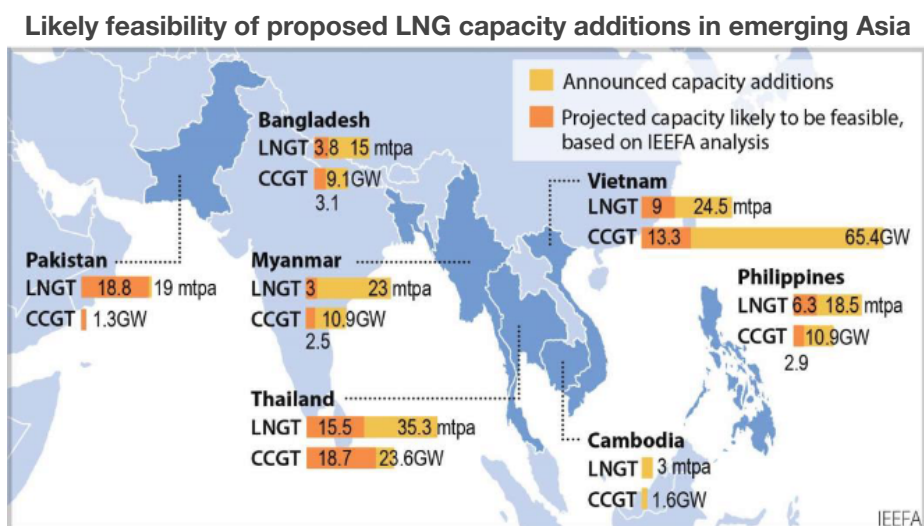 Likely feasibility of proposed LNG capacity additions in emerging Asia
Announced capacity additions
Projected capacity likely to be feasible,
based on IEEFA analysis
Bangladesh
LNGT 3.8 15 mtpa
CCGT 9.1GW
3.1
Vietnam
LNGT 9 24.5 mtpa
CCGT 13.3 65.4GW
Pakistan
LNGT 18.8 19 mtpa
CCGT 1.3GW
Myanmar
LNGT 3 23 mtpa
CCGT 10.9GW
2.5
Philippines
LNGT 6.3 18.5 mtpa
CCGT 10.9GW
2.9
Thailand
LNGT 15.5 35.3 mtpa
CCGT 18.7 23.6GW
Cambodia
LNGT 3 mtpa
CCGT 1.6GW
IEEFA